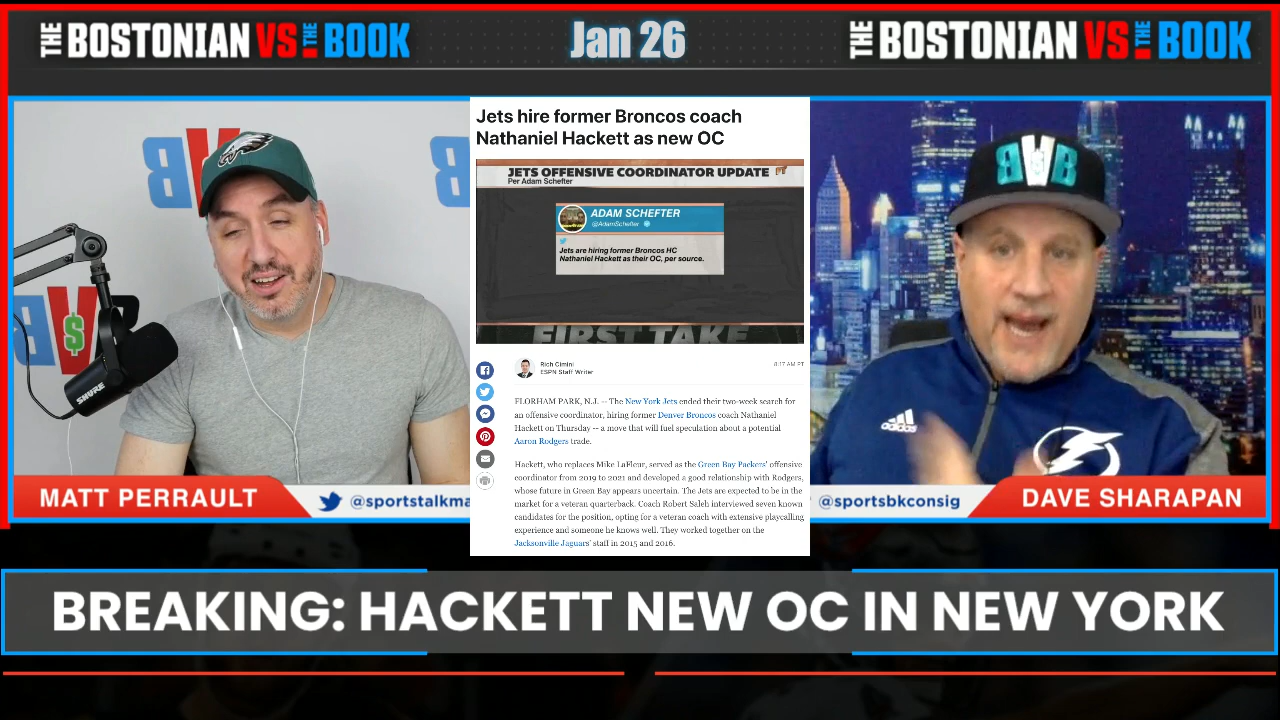 THE BOSTONIAN VS THE BOOK
Jan 26
THE BOSTONIAN VS THE BOOK
Jets hire former Broncos coach
Nathaniel Hackett as new OC
JETS OFFENSIVE COORDINATOR UPDATE
Per Adam Schefter
ADAM SCHEFTER
@AdamSchefter
Jets are hiring former Broncos HC
Nathaniel Hackett as their OC, per source.
FIRST TAKE
Rich Cimini
ESPN Staff Writer
8:17 AM PT
FLORHAM PARK, N.J. -- The New York Jets ended their two-week search for
an offensive coordinator, hiring former Denver Broncos coach Nathaniel
Hackett on Thursday -- a move that will fuel speculation about a potential
Aaron Rodgers trade.
Hackett, who replaces Mike LaFleur, served as the Green Bay Packers' offensive
coordinator from 2019 to 2021 and developed a good relationship with Rodgers,
whose future in Green Bay appears uncertain. The Jets are expected to be in the
market for a veteran quarterback. Coach Robert Saleh interviewed seven known
candidates for the position, opting for a veteran coach with extensive playcalling
experience and someone he knows well. They worked together on the
Jacksonville Jaguars' staff in 2015 and 2016.
BVB
SHURE
adidas
MATT PERRAULT
@sportstalkma
@sportsbkconsig
DAVE SHARAPAN
BREAKING: HACKETT NEW OC IN NEW YORK